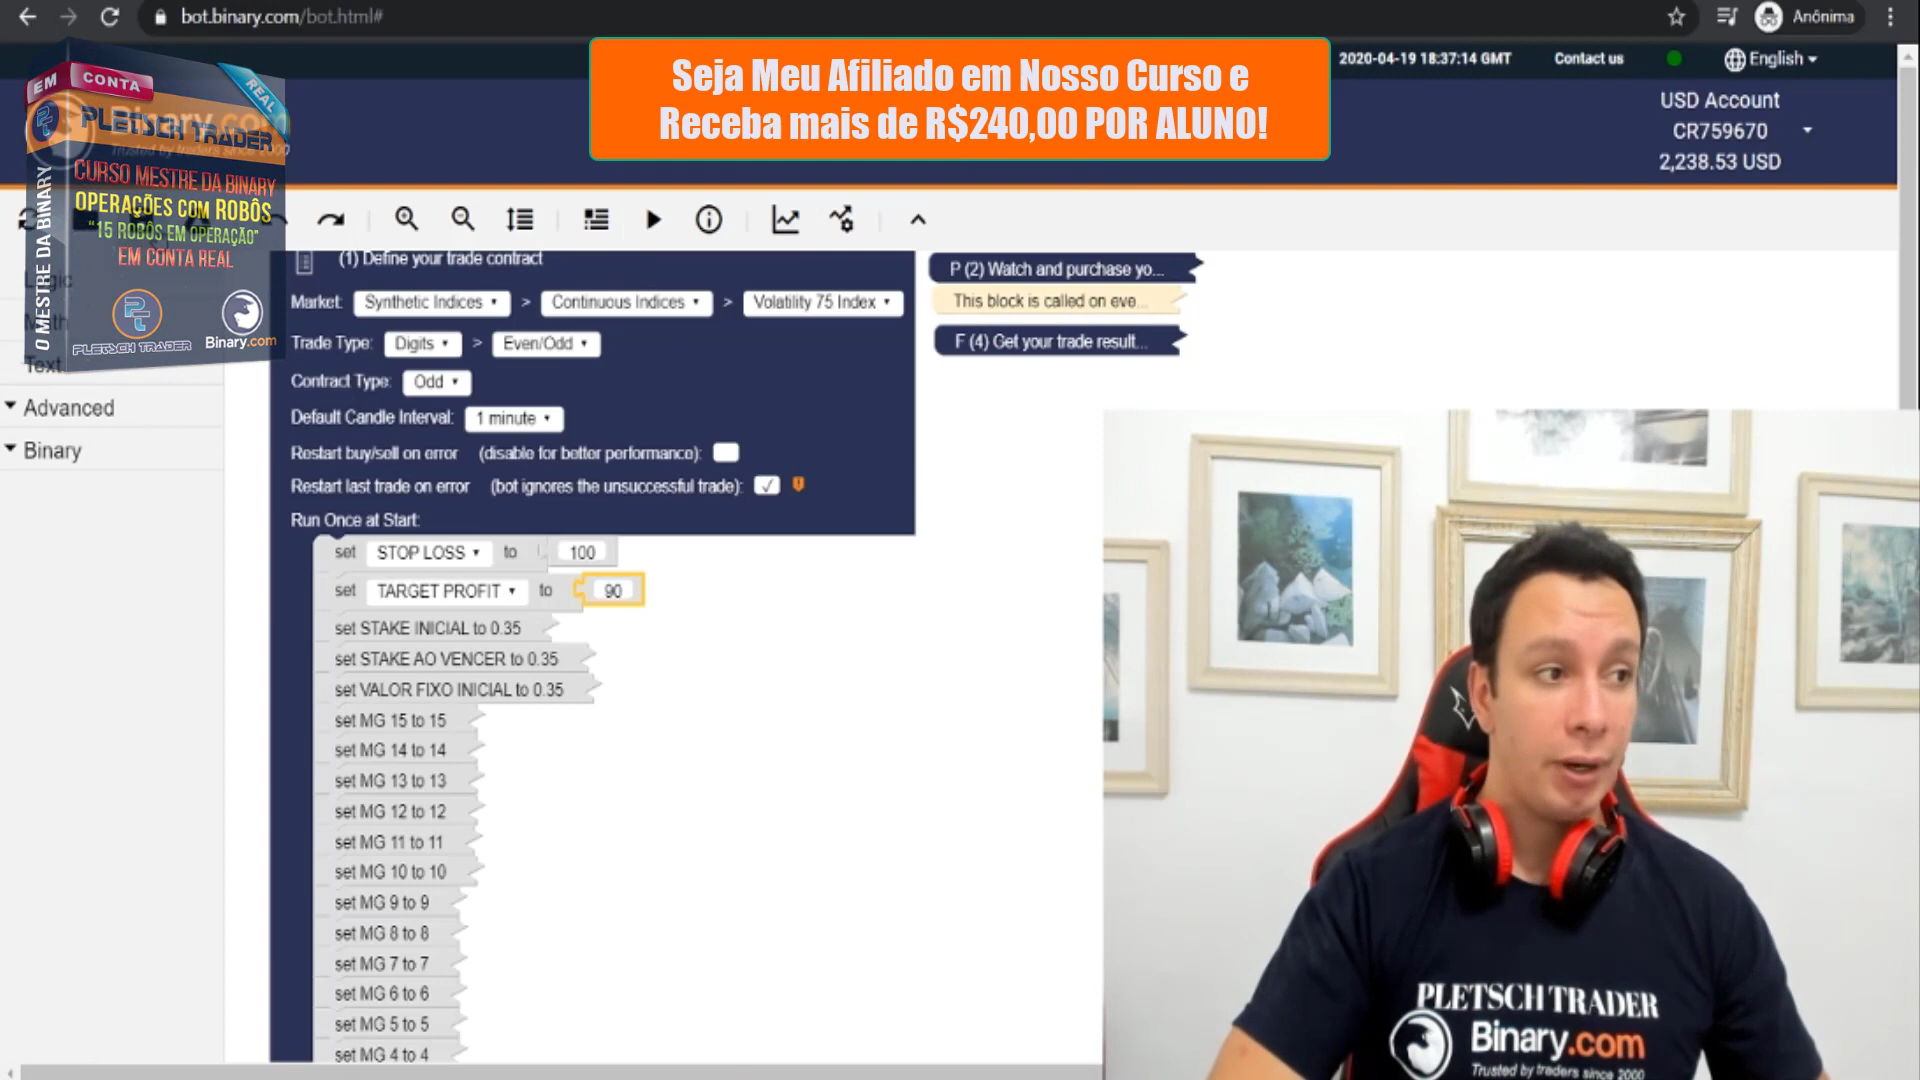 bot.binary.com/bot.html#
Anônima
Seja Meu Afiliado em Nosso Curso e
Receba mais de R$240,00 POR ALUNO!
2020-04-19 18:37:14 GMT
Contact us
English
USD Account
CR759670
2,238.53 USD
EM CONTA REAL
PLETSCH TRADER
Binary.com
Trusted by traders since 2000
CURSO MESTRE DA BINARY
OPERAÇÕES COM ROBÔS
“15 ROBÔS EM OPERAÇÃO”
EM CONTA REAL
O MESTRE DA BINARY
PLETSCH TRADER
Binary.com
Logic
Math
Text
Advanced
Binary
(1) Define your trade contract
Market: Synthetic Indices > Continuous Indices > Volatility 75 Index
Trade Type: Digits > Even/Odd
Contract Type: Odd
Default Candle Interval: 1 minute
Restart buy/sell on error (disable for better performance):
Restart last trade on error (bot ignores the unsuccessful trade):
Run Once at Start:
set STOP LOSS to 100
set TARGET PROFIT to 90
set STAKE INICIAL to 0.35
set STAKE AO VENCER to 0.35
set VALOR FIXO INICIAL to 0.35
set MG 15 to 15
set MG 14 to 14
set MG 13 to 13
set MG 12 to 12
set MG 11 to 11
set MG 10 to 10
set MG 9 to 9
set MG 8 to 8
set MG 7 to 7
set MG 6 to 6
set MG 5 to 5
set MG 4 to 4
P (2) Watch and purchase yo...
This block is called on eve...
F (4) Get your trade result...
PLETSCH TRADER
Binary.com
Trusted by traders since 2000